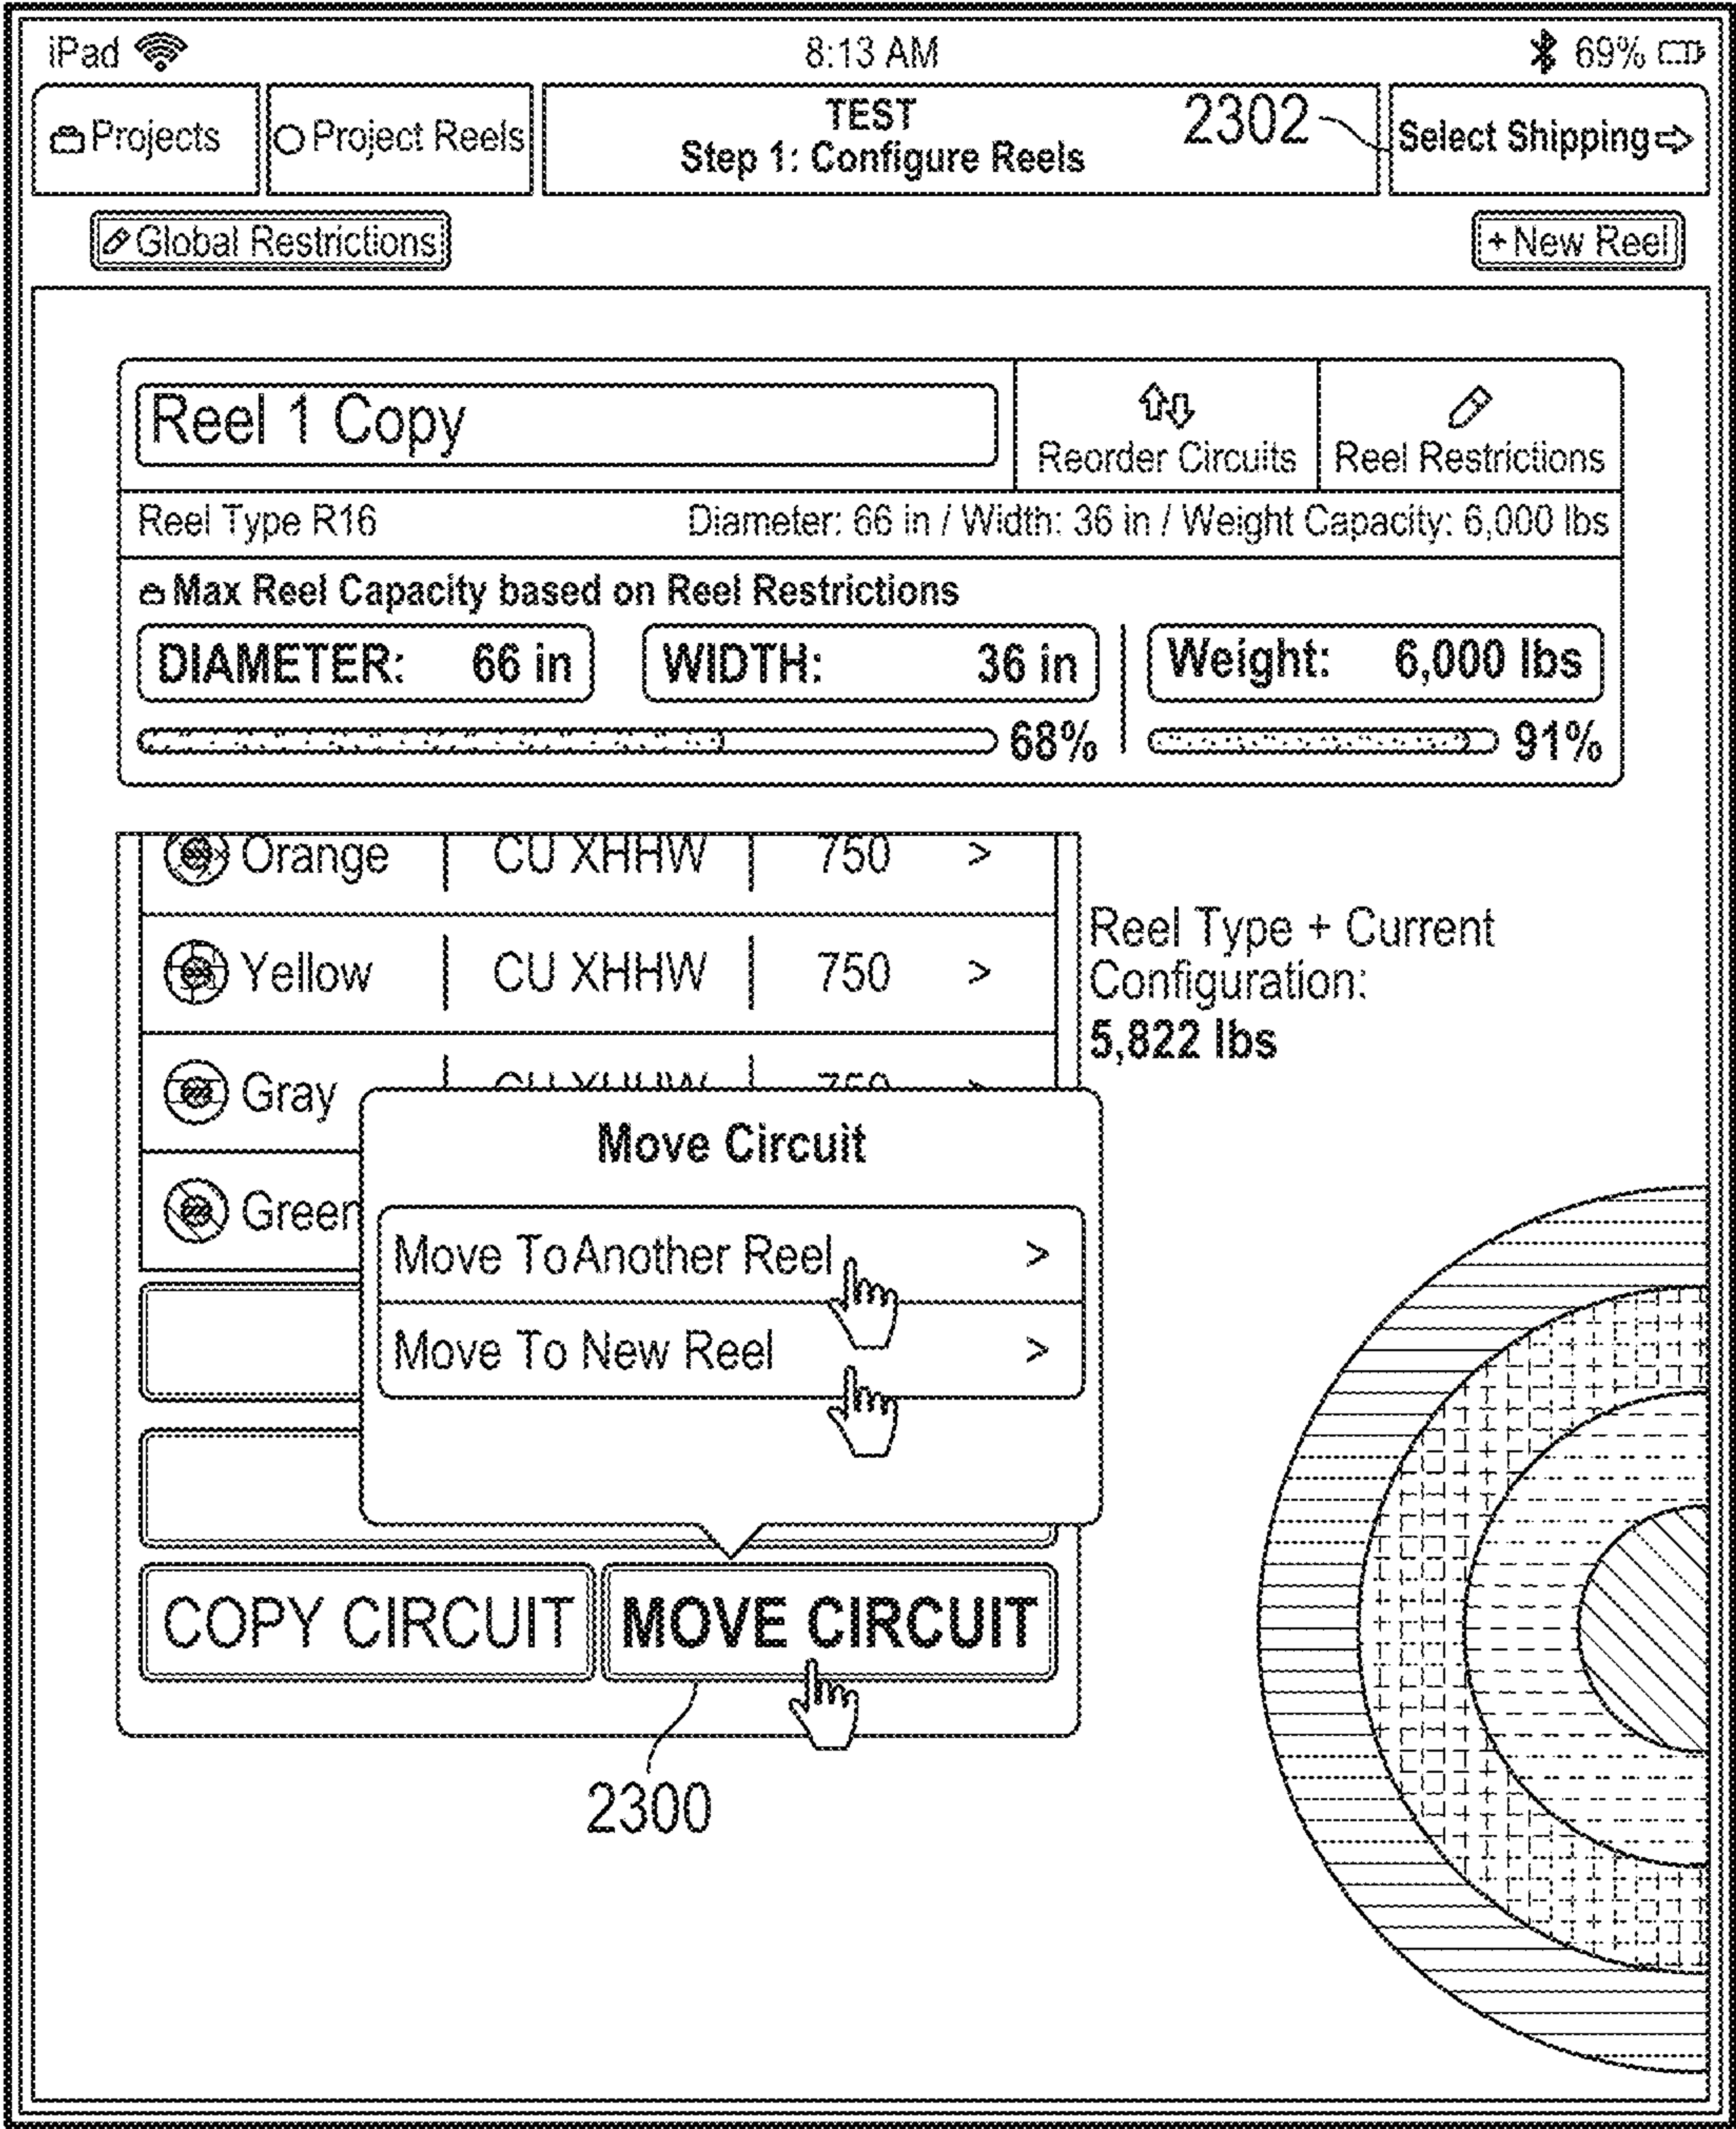 iPad 8:13 AM 69%
Projects Project Reels TEST 2302 Select Shipping
Step 1: Configure Reels
Global Restrictions + New Reel
Reel 1 Copy
Reorder Circuits Reel Restrictions
Reel Type R16 Diameter: 66 in / Width: 36 in / Weight Capacity: 6,000 lbs
Max Reel Capacity based on Reel Restrictions
DIAMETER: 66 in WIDTH: 36 in Weight: 6,000 lbs
68% 91%
Orange CU XHHW 750 >
Yellow CU XHHW 750 >
Reel Type + Current
Configuration:
5,822 lbs
Gray CU XHHW 750 >
Green
Move Circuit
Move To Another Reel >
Move To New Reel >
COPY CIRCUIT MOVE CIRCUIT
2300